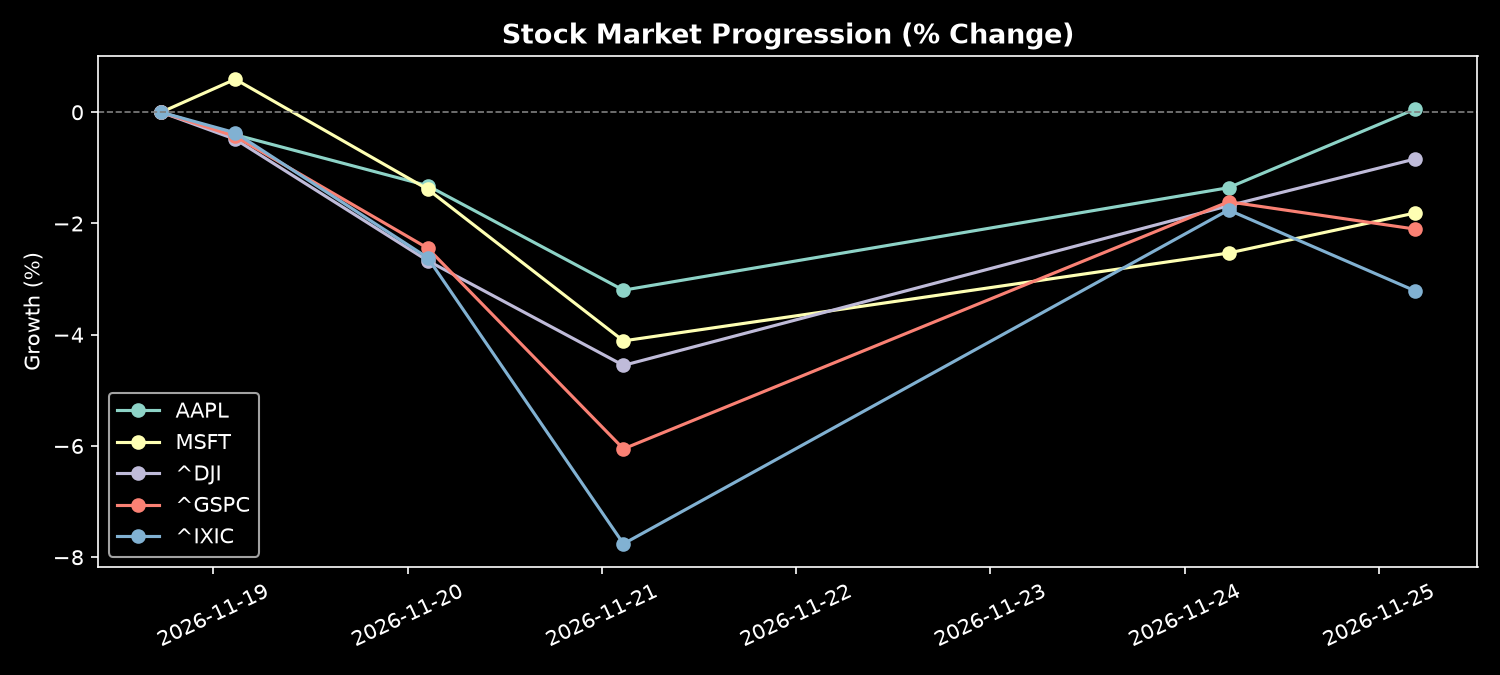 Stock Market Progression (% Change)
Growth (%)
0
−2
−4
−6
−8
AAPL
MSFT
^DJI
^GSPC
^IXIC
2026-11-19
2026-11-20
2026-11-21
2026-11-22
2026-11-23
2026-11-24
2026-11-25